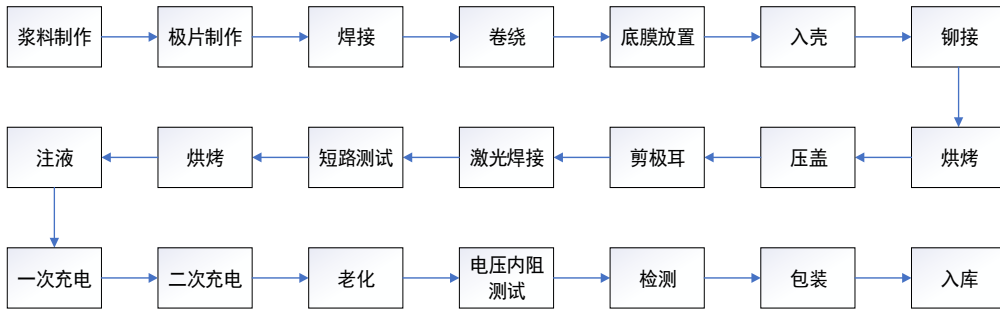 浆料制作
极片制作
焊接
卷绕
底膜放置
入壳
铆接
注液
烘烤
短路测试
激光焊接
剪极耳
压盖
烘烤
一次充电
二次充电
老化
电压内阻
测试
检测
包装
入库